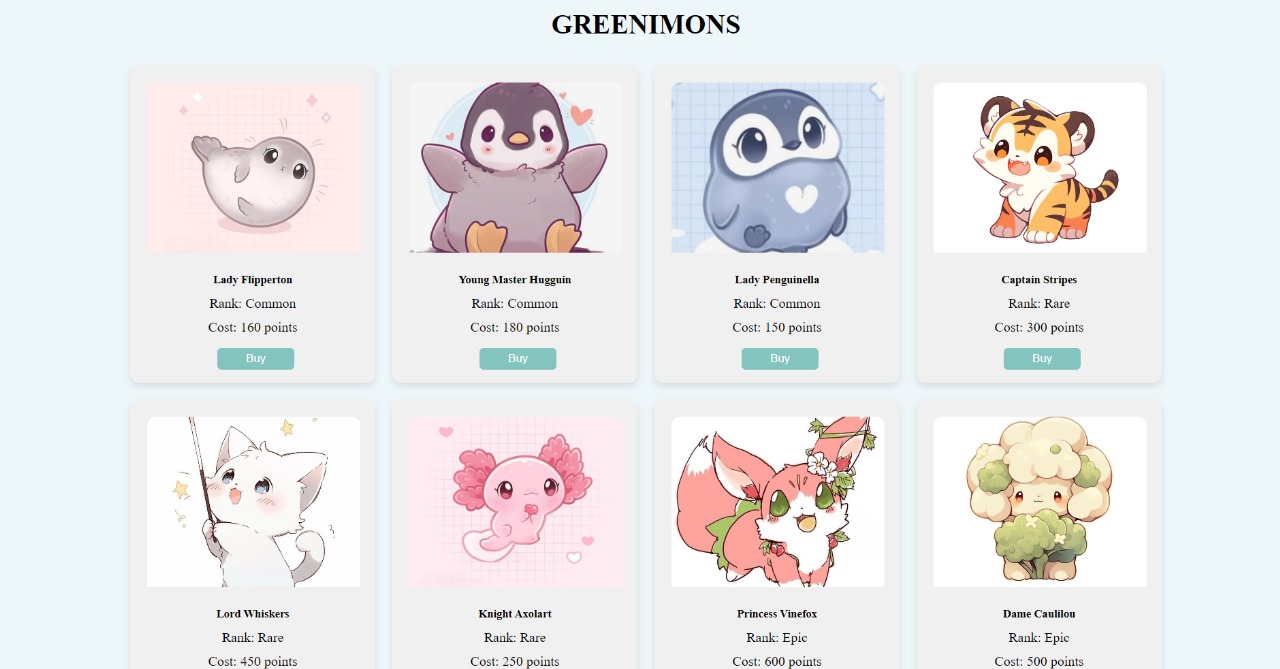 GREENIMONS
Lady Flipperton
Rank: Common
Cost: 160 points
Buy
Young Master Hugguin
Rank: Common
Cost: 180 points
Buy
Lady Penguinella
Rank: Common
Cost: 150 points
Buy
Captain Stripes
Rank: Rare
Cost: 300 points
Buy
Lord Whiskers
Rank: Rare
Cost: 450 points
Knight Axolart
Rank: Rare
Cost: 250 points
Princess Vinefox
Rank: Epic
Cost: 600 points
Dame Caulilou
Rank: Epic
Cost: 500 points